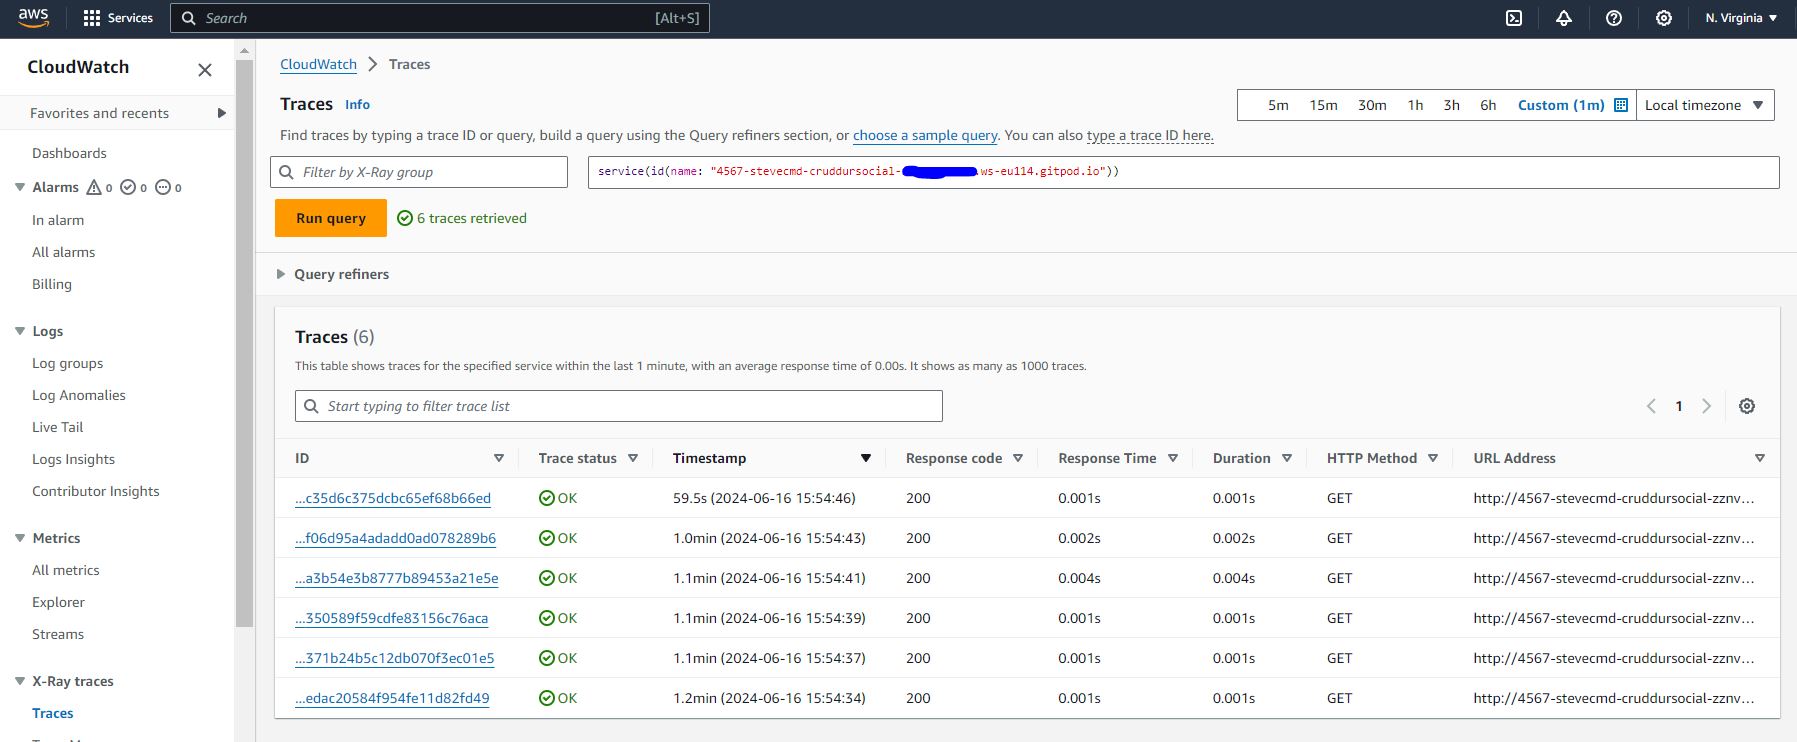 aws Services Search [Alt+S] N. Virginia
CloudWatch
Favorites and recents
Dashboards
Alarms 0 0 0
In alarm
All alarms
Billing
Logs
Log groups
Log Anomalies
Live Tail
Logs Insights
Contributor Insights
Metrics
All metrics
Explorer
Streams
X-Ray traces
Traces
CloudWatch > Traces
Traces Info
5m 15m 30m 1h 3h 6h Custom (1m) Local timezone
Find traces by typing a trace ID or query, build a query using the Query refiners section, or choose a sample query. You can also type a trace ID here.
Filter by X-Ray group
service(id(name: "4567-stevecmd-cruddursocial- .ws-eu114.gitpod.io"))
Run query 6 traces retrieved
Query refiners
Traces (6)
This table shows traces for the specified service within the last 1 minute, with an average response time of 0.00s. It shows as many as 1000 traces.
Start typing to filter trace list
1
ID Trace status Timestamp Response code Response Time Duration HTTP Method URL Address
...c35d6c375dcbc65ef68b66ed OK 59.5s (2024-06-16 15:54:46) 200 0.001s 0.001s GET http://4567-stevecmd-cruddursocial-zznv...
...f06d95a4adadd0ad078289b6 OK 1.0min (2024-06-16 15:54:43) 200 0.002s 0.002s GET http://4567-stevecmd-cruddursocial-zznv...
...a3b54e3b8777b89453a21e5e OK 1.1min (2024-06-16 15:54:41) 200 0.004s 0.004s GET http://4567-stevecmd-cruddursocial-zznv...
...350589f59cdfe83156c76aca OK 1.1min (2024-06-16 15:54:39) 200 0.001s 0.001s GET http://4567-stevecmd-cruddursocial-zznv...
...371b24b5c12db070f3ec01e5 OK 1.1min (2024-06-16 15:54:37) 200 0.001s 0.001s GET http://4567-stevecmd-cruddursocial-zznv...
...edac20584f954fe11d82fd49 OK 1.2min (2024-06-16 15:54:34) 200 0.001s 0.001s GET http://4567-stevecmd-cruddursocial-zznv...